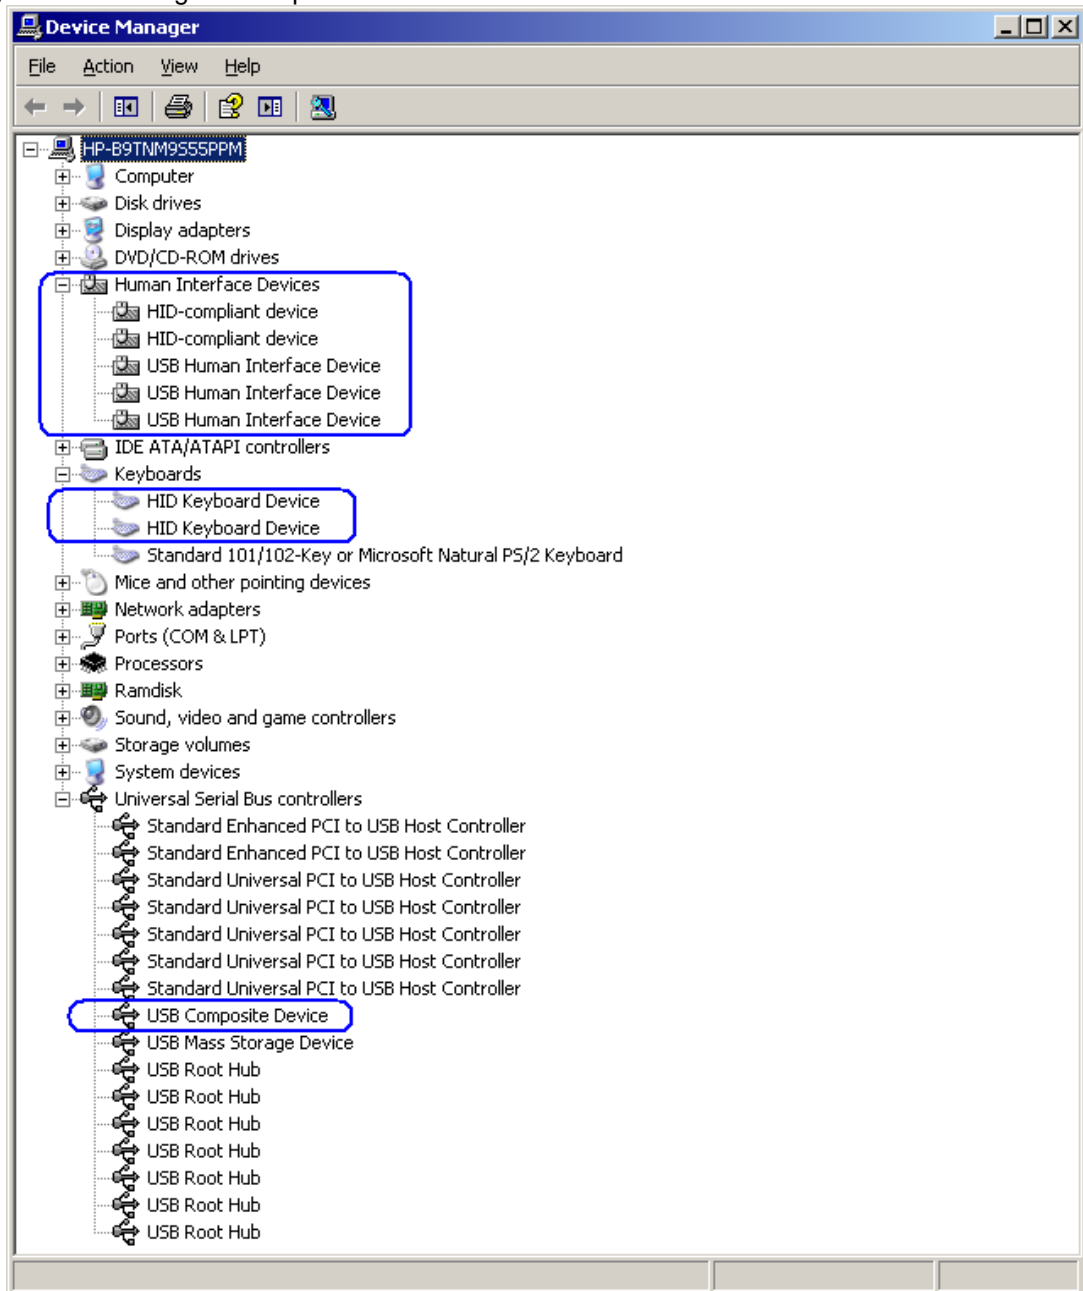 Device Manager
File Action View Help
HP-B9TNM9S55PPM
Computer
Disk drives
Display adapters
DVD/CD-ROM drives
Human Interface Devices
HID-compliant device
HID-compliant device
USB Human Interface Device
USB Human Interface Device
USB Human Interface Device
IDE ATA/ATAPI controllers
Keyboards
HID Keyboard Device
HID Keyboard Device
Standard 101/102-Key or Microsoft Natural PS/2 Keyboard
Mice and other pointing devices
Network adapters
Ports (COM & LPT)
Processors
Ramdisk
Sound, video and game controllers
Storage volumes
System devices
Universal Serial Bus controllers
Standard Enhanced PCI to USB Host Controller
Standard Enhanced PCI to USB Host Controller
Standard Universal PCI to USB Host Controller
Standard Universal PCI to USB Host Controller
Standard Universal PCI to USB Host Controller
Standard Universal PCI to USB Host Controller
Standard Universal PCI to USB Host Controller
USB Composite Device
USB Mass Storage Device
USB Root Hub
USB Root Hub
USB Root Hub
USB Root Hub
USB Root Hub
USB Root Hub
USB Root Hub